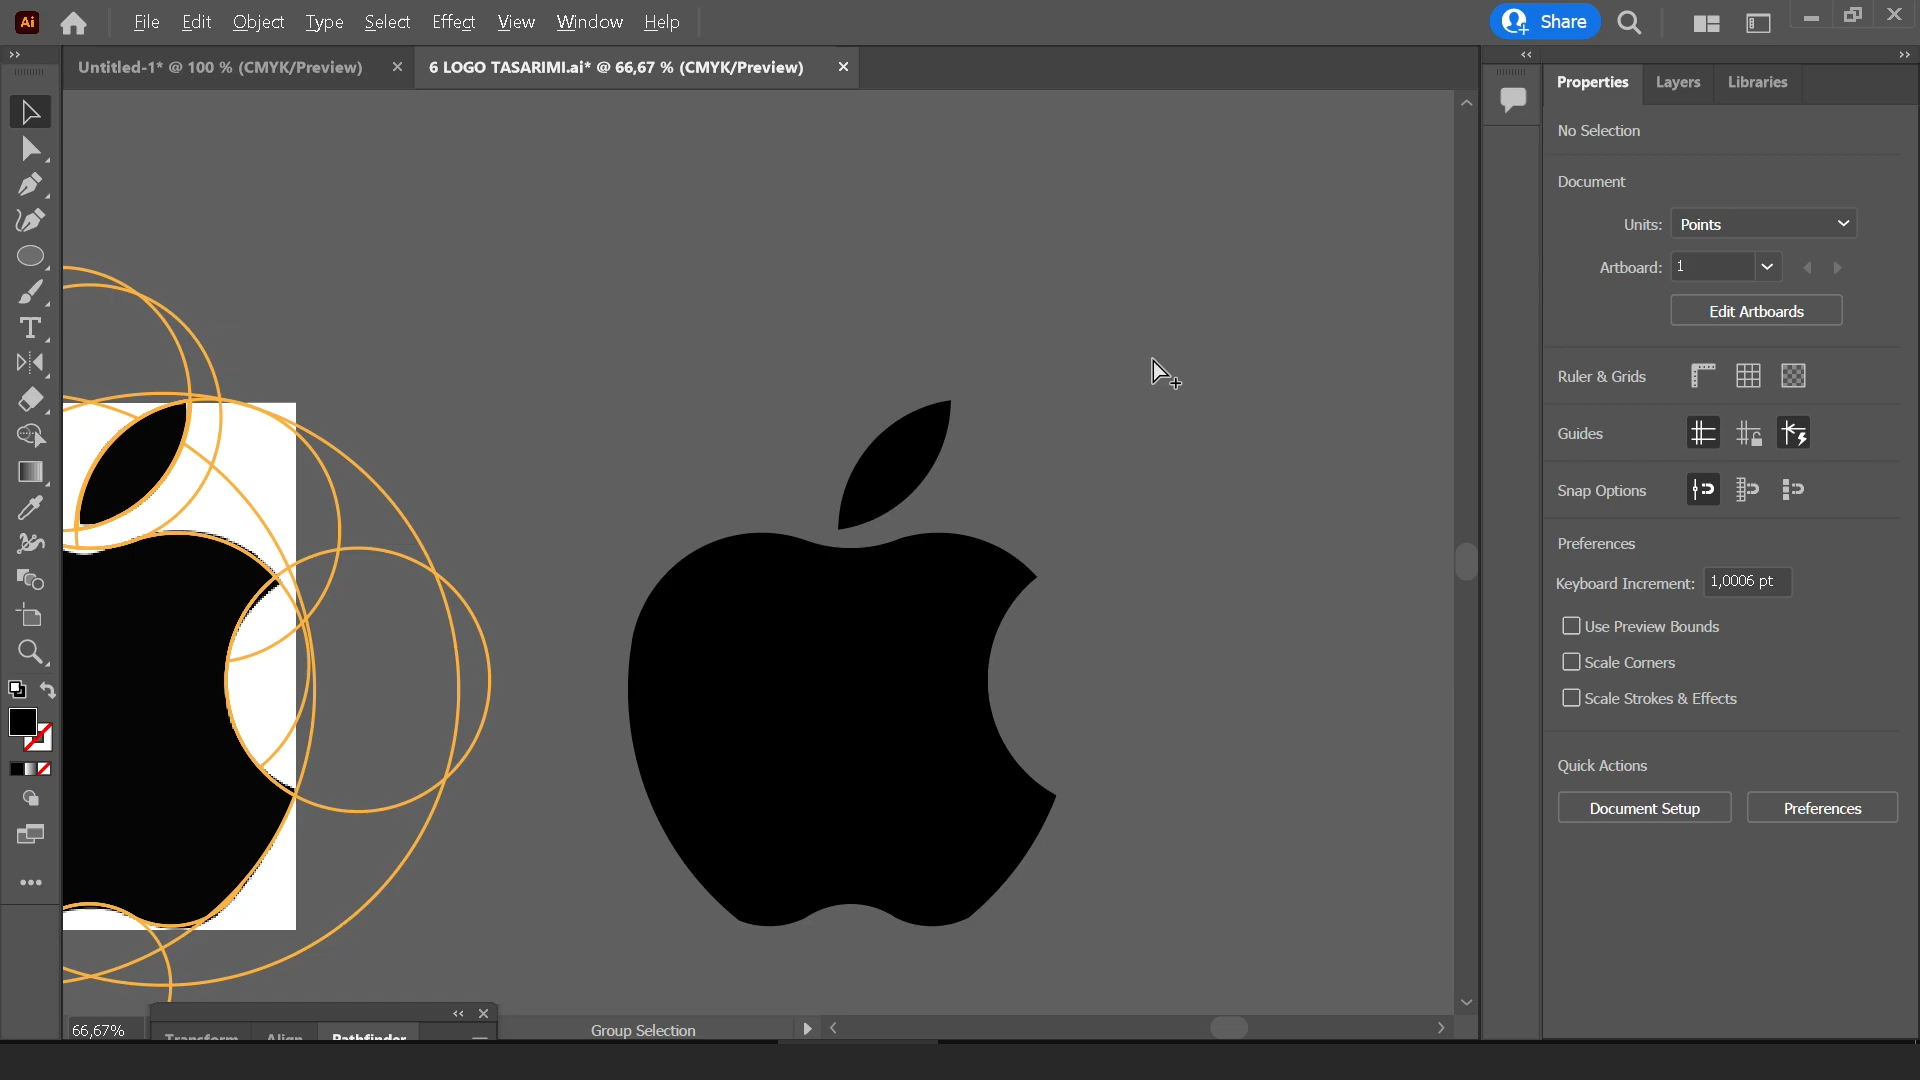 Ai File Edit Object Type Select Effect View Window Help Share
Untitled-1* @ 100 % (CMYK/Preview) 6 LOGO TASARIMI.ai* @ 66,67 % (CMYK/Preview)
Properties Layers Libraries
No Selection
Document
Units: Points
Artboard: 1
Edit Artboards
Ruler & Grids
Guides
Snap Options
Preferences
Keyboard Increment: 1,0006 pt
Use Preview Bounds
Scale Corners
Scale Strokes & Effects
Quick Actions
Document Setup Preferences
66,67% Group Selection
Transform Align Pathfinder